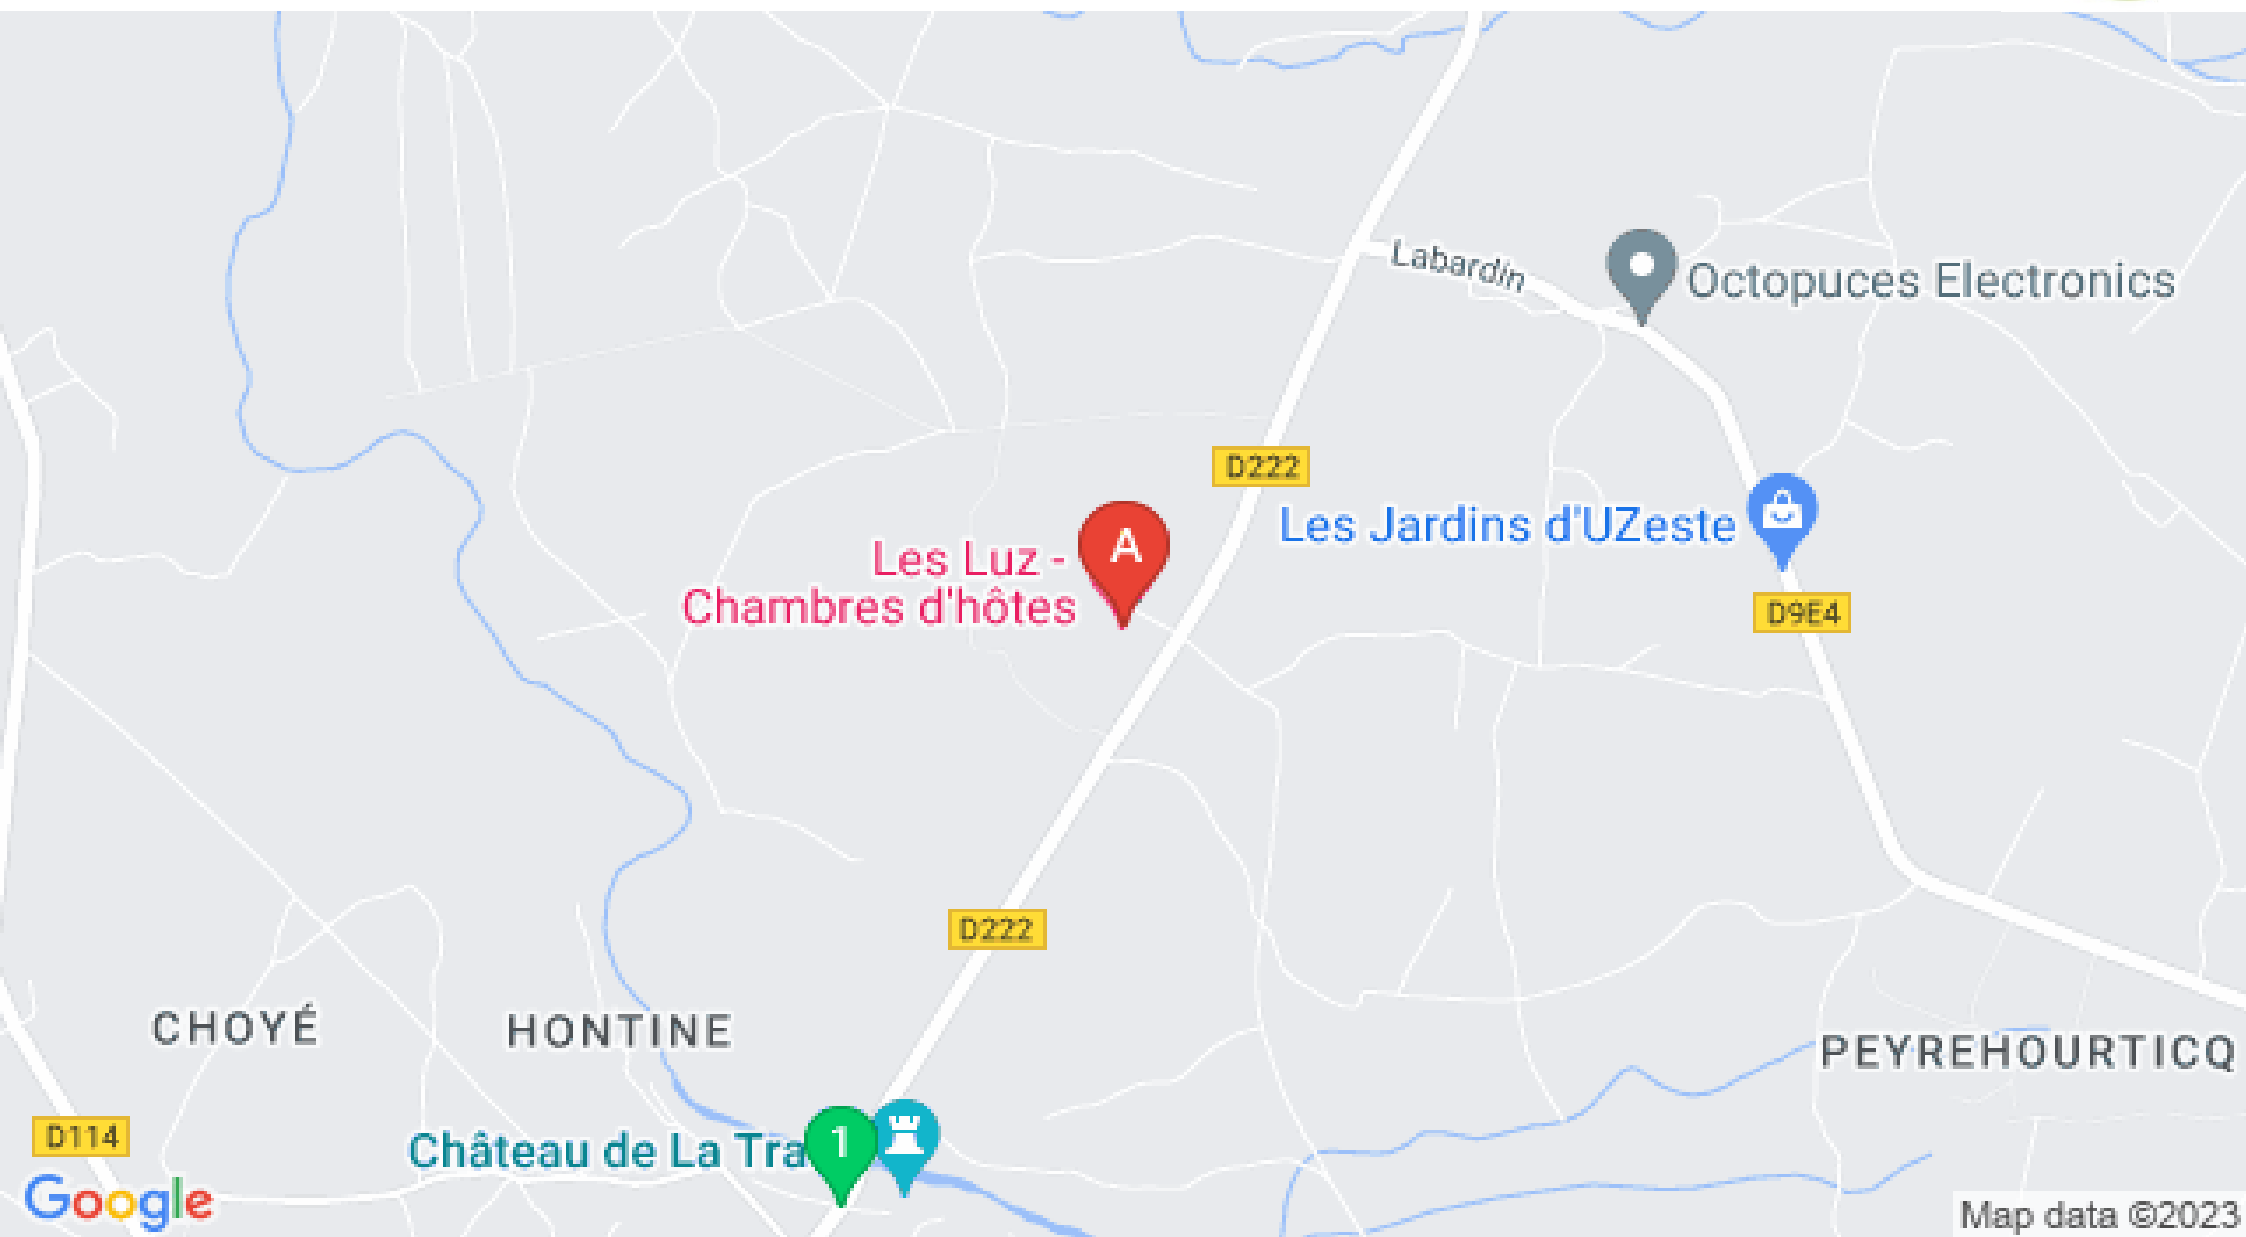 Labardin
Octopuces Electronics
D222
A
Les Luz -
Chambres d'hôtes
Les Jardins d'UZeste
D9E4
D222
CHOYÉ
HONTINE
PEYREHOURTICQ
D114
Château de La Tra
1
Google
Map data ©2023